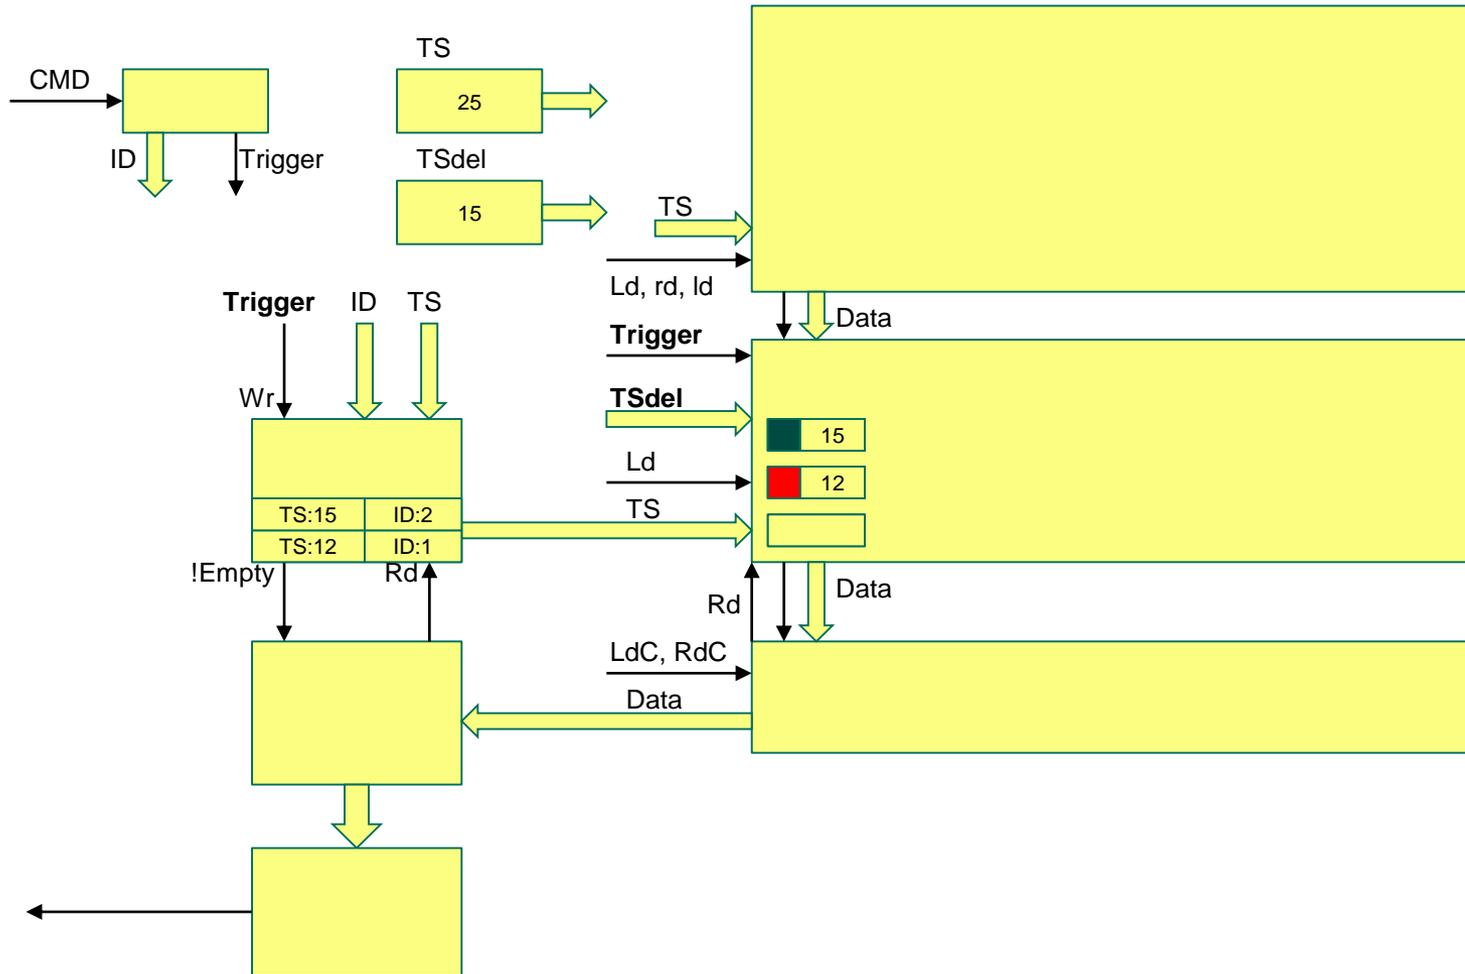 TS
CMD
25
ID
Trigger
TSdel
15
TS
Ld, rd, ld
Trigger
ID
TS
Data
Trigger
Wr
TSdel
15
Ld
12
TS:15
ID:2
TS
TS:12
ID:1
!Empty
Rd
Data
Rd
LdC, RdC
Data